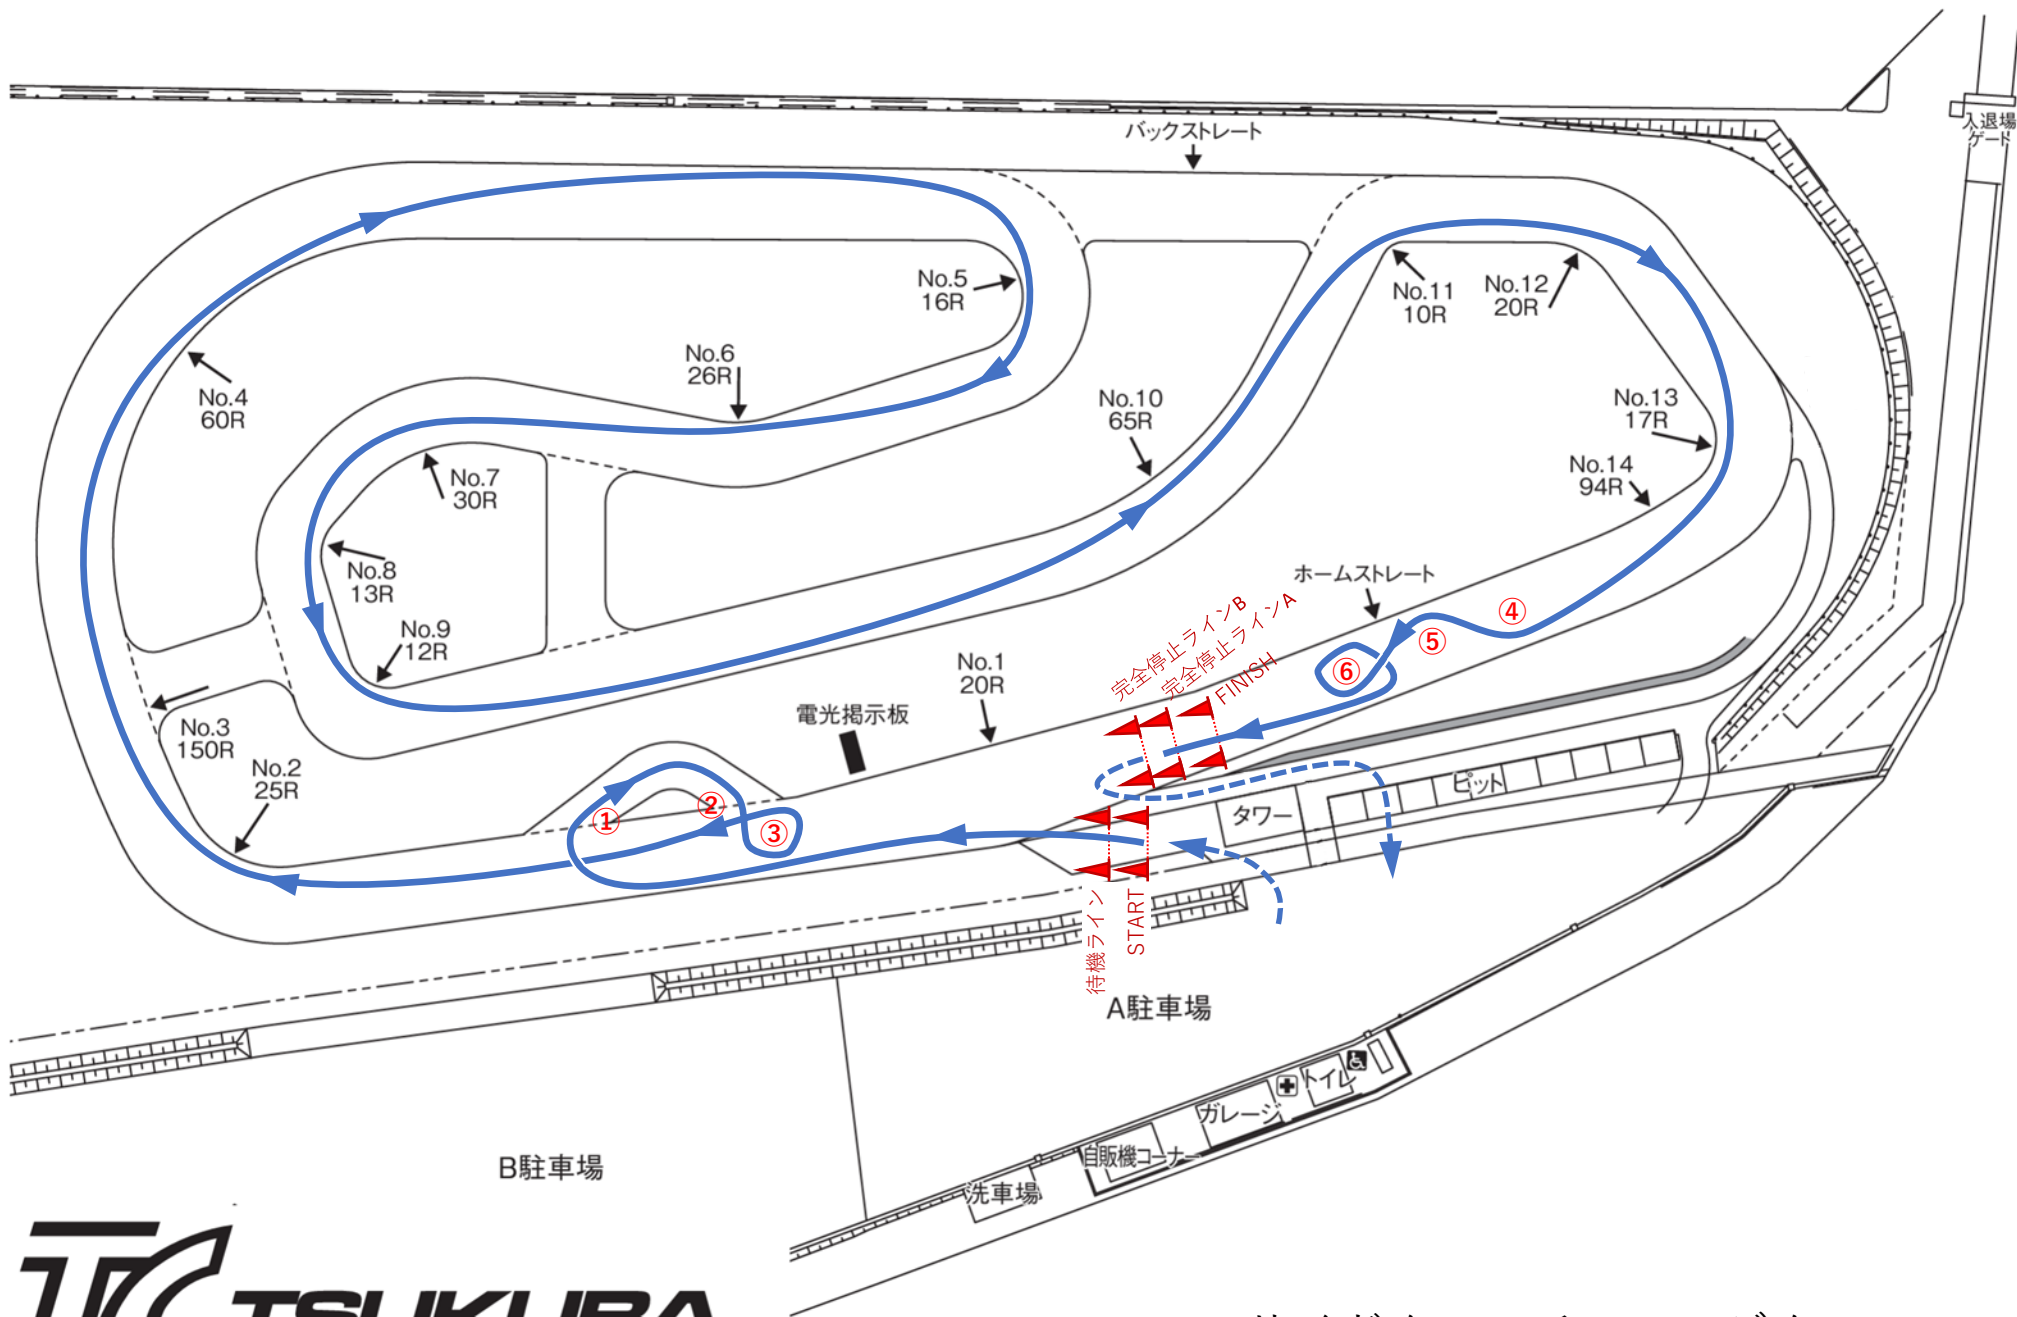 バックストレート
入退場
ゲート
No.5
16R
No.11
10R
No.12
20R
No.6
26R
No.4
60R
No.10
65R
No.13
17R
No.14
94R
No.7
30R
No.8
13R
No.9
12R
ホームストレート
完全停止ラインB
完全停止ラインA
FINISH
④
⑤
⑥
No.1
20R
電光掲示板
No.3
150R
No.2
25R
①
②
③
ピット
タワー
待機ライン
START
A駐車場
トイレ
ガレージ
自販機コーナー
洗車場
B駐車場
TC
TSUKUBA